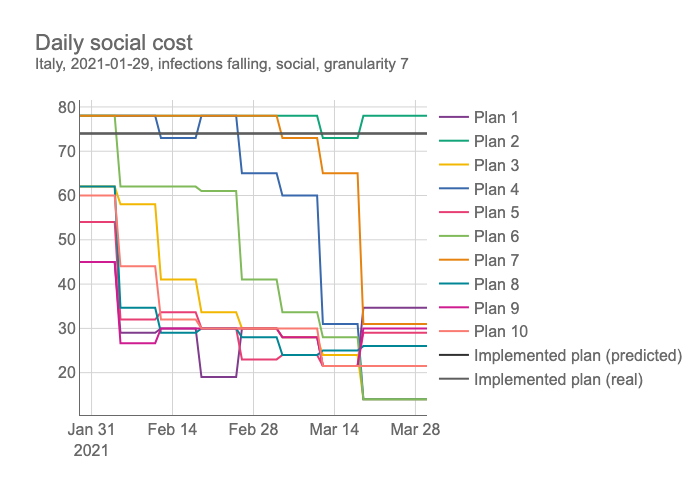 Daily social cost
Italy, 2021-01-29, infections falling, social, granularity 7
80
70
60
50
40
30
20
Jan 31
2021
Feb 14
Feb 28
Mar 14
Mar 28
Plan 1
Plan 2
Plan 3
Plan 4
Plan 5
Plan 6
Plan 7
Plan 8
Plan 9
Plan 10
Implemented plan (predicted)
Implemented plan (real)